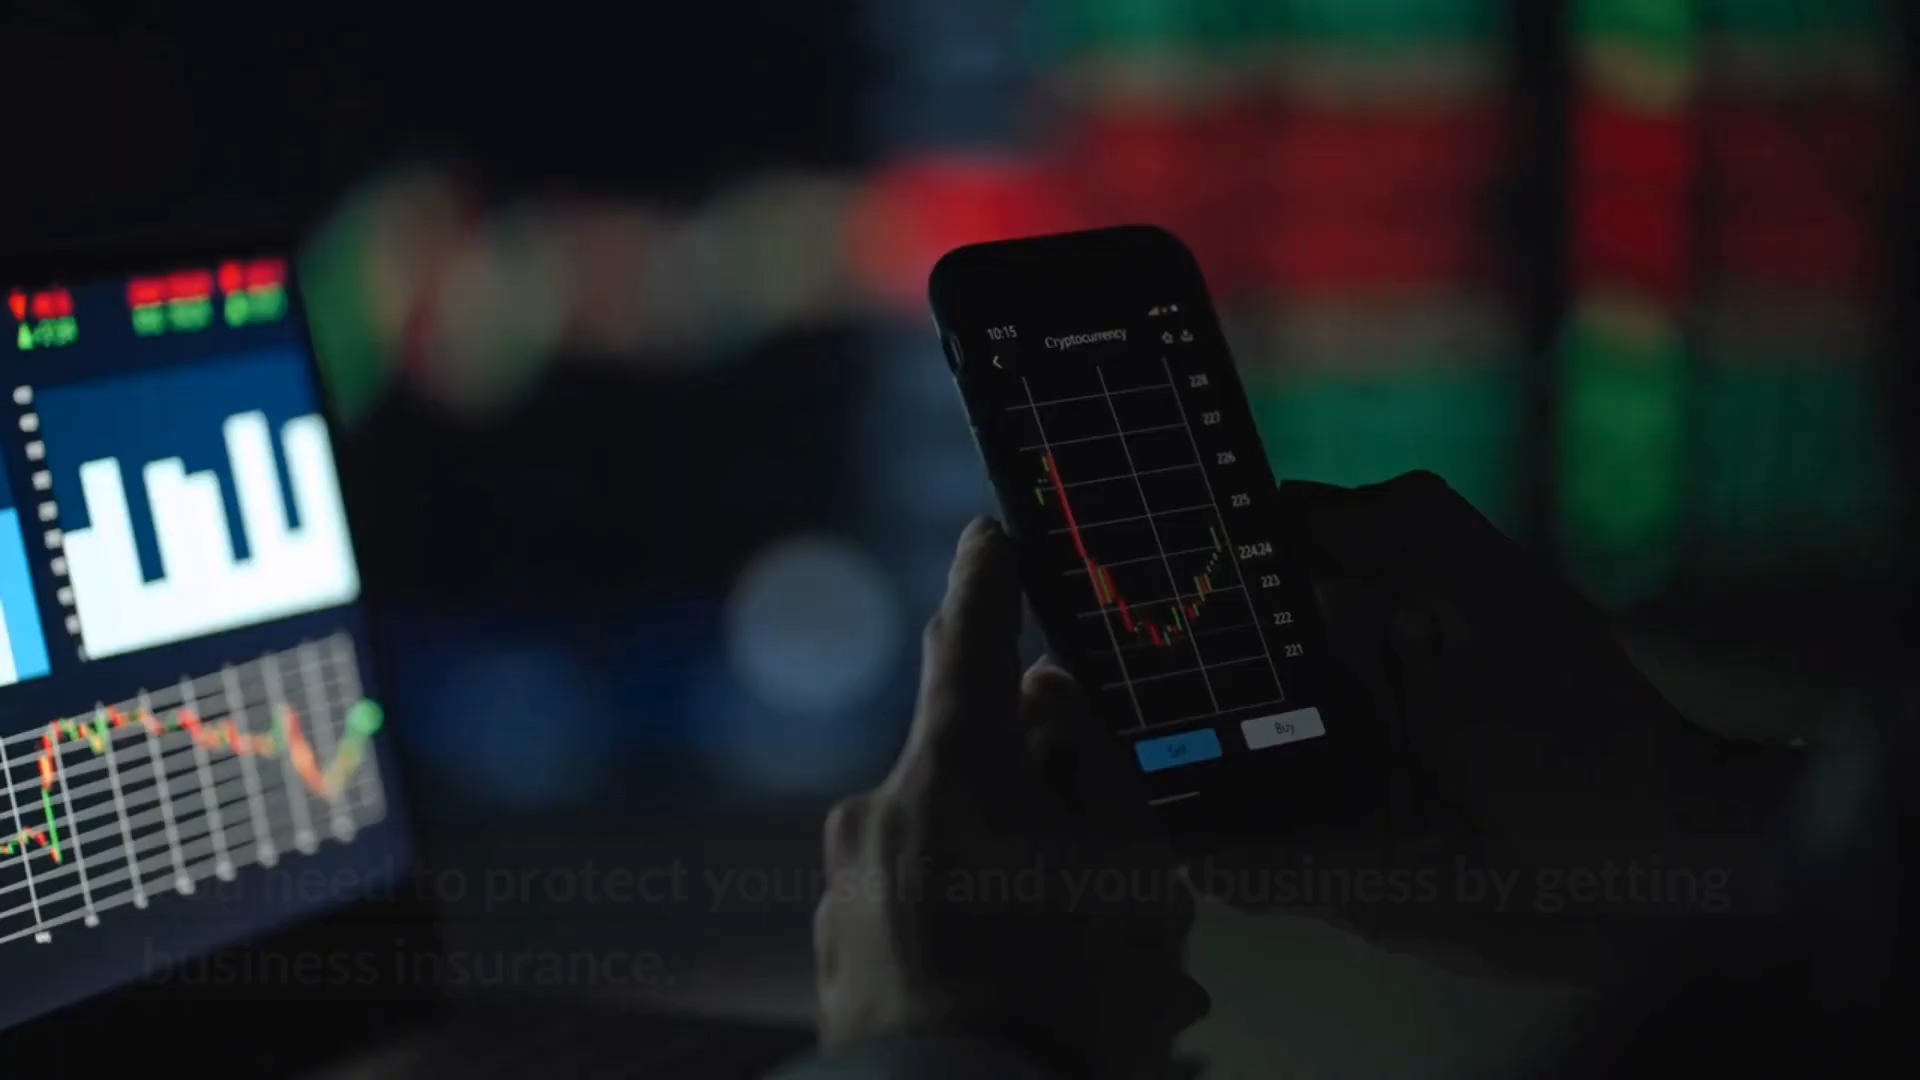 10:15
Cryptocurrency
228
227
226
225
224.24
223
222
221
Sell
Buy
need to protect yourself and your business by getting
business insurance.